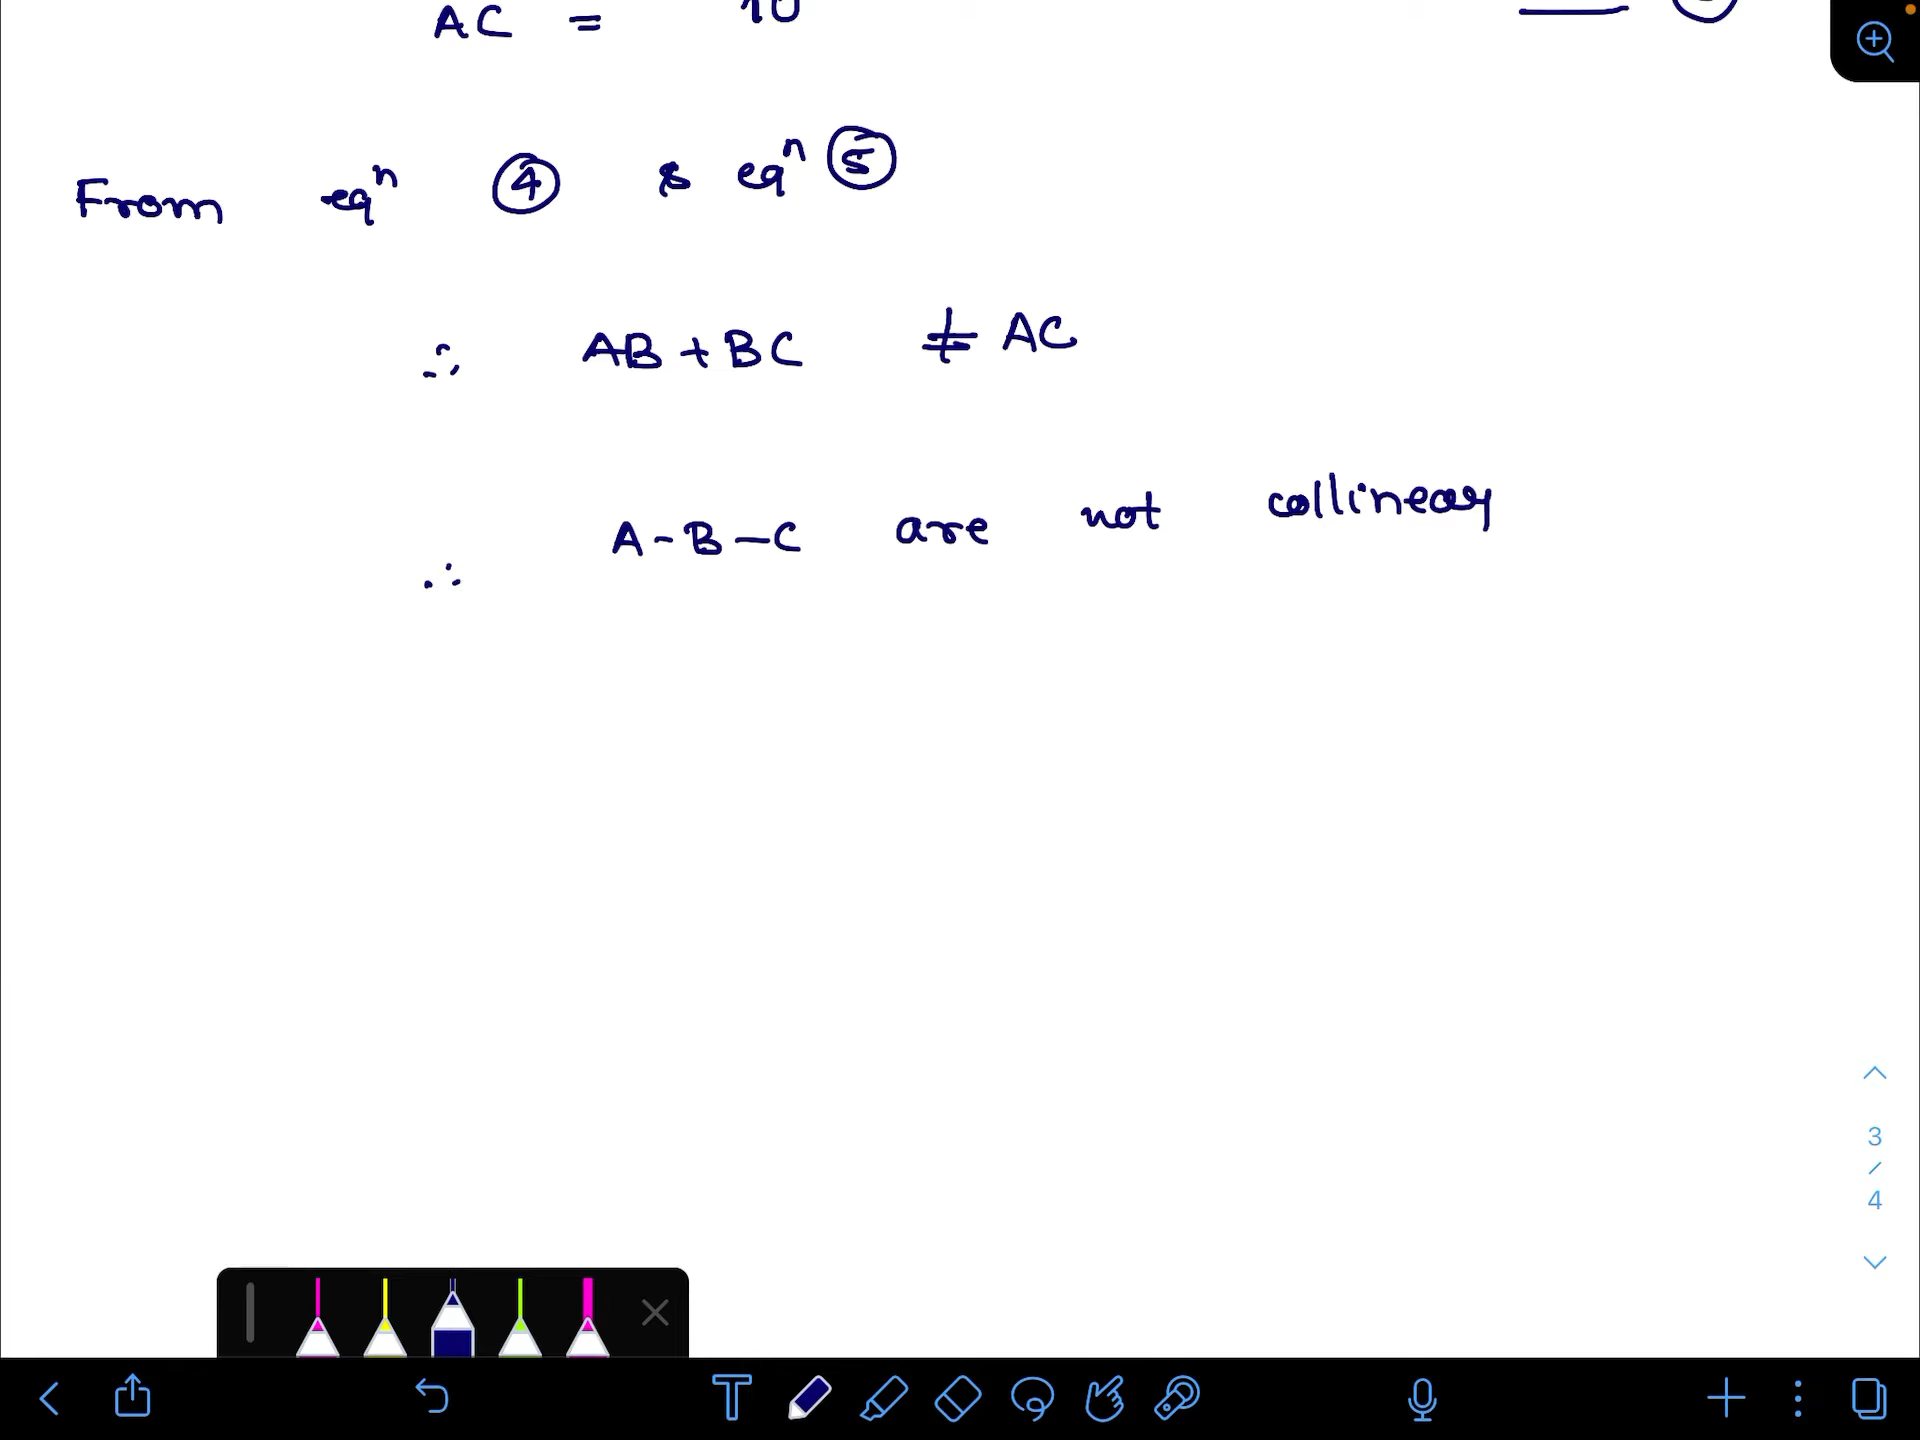 AC = 10
From eqⁿ ④ & eqⁿ ⑤
∴ AB + BC ≠ AC
∴ A-B-C are not collinear
3
/
4